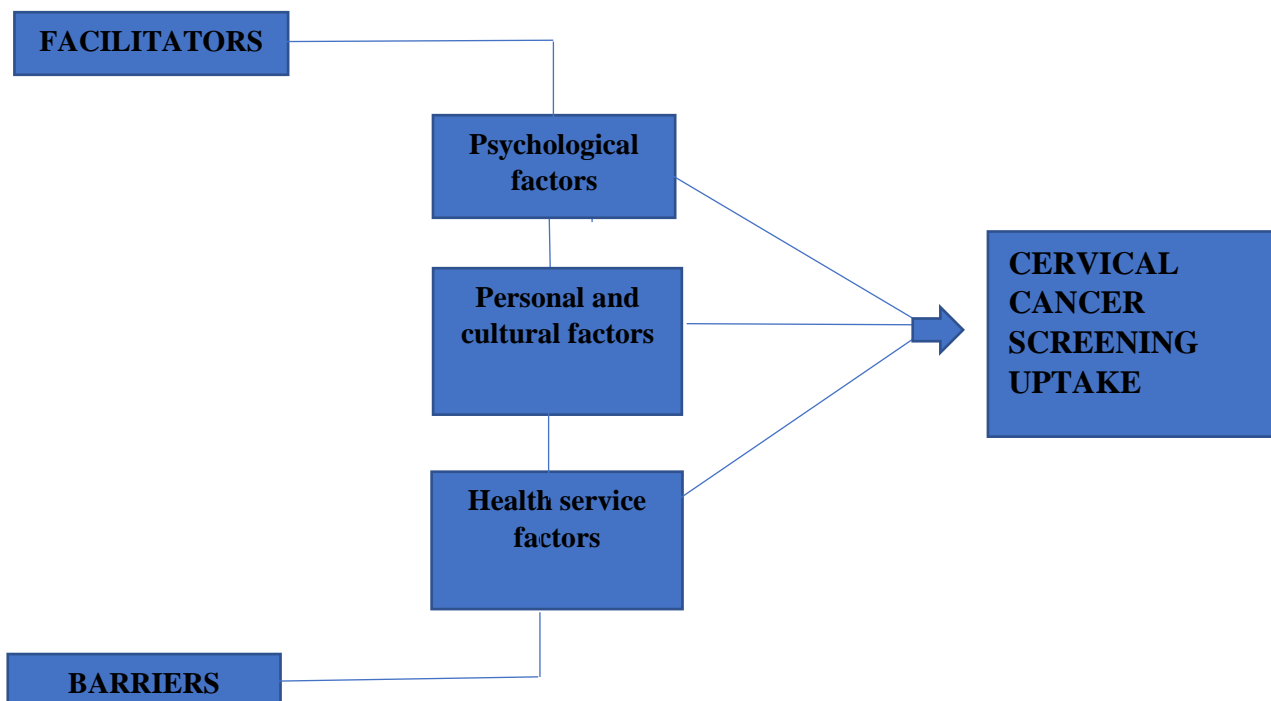 FACILITATORS
Psychological
factors
Personal and
cultural factors
CERVICAL
CANCER
SCREENING
UPTAKE
Health service
factors
BARRIERS